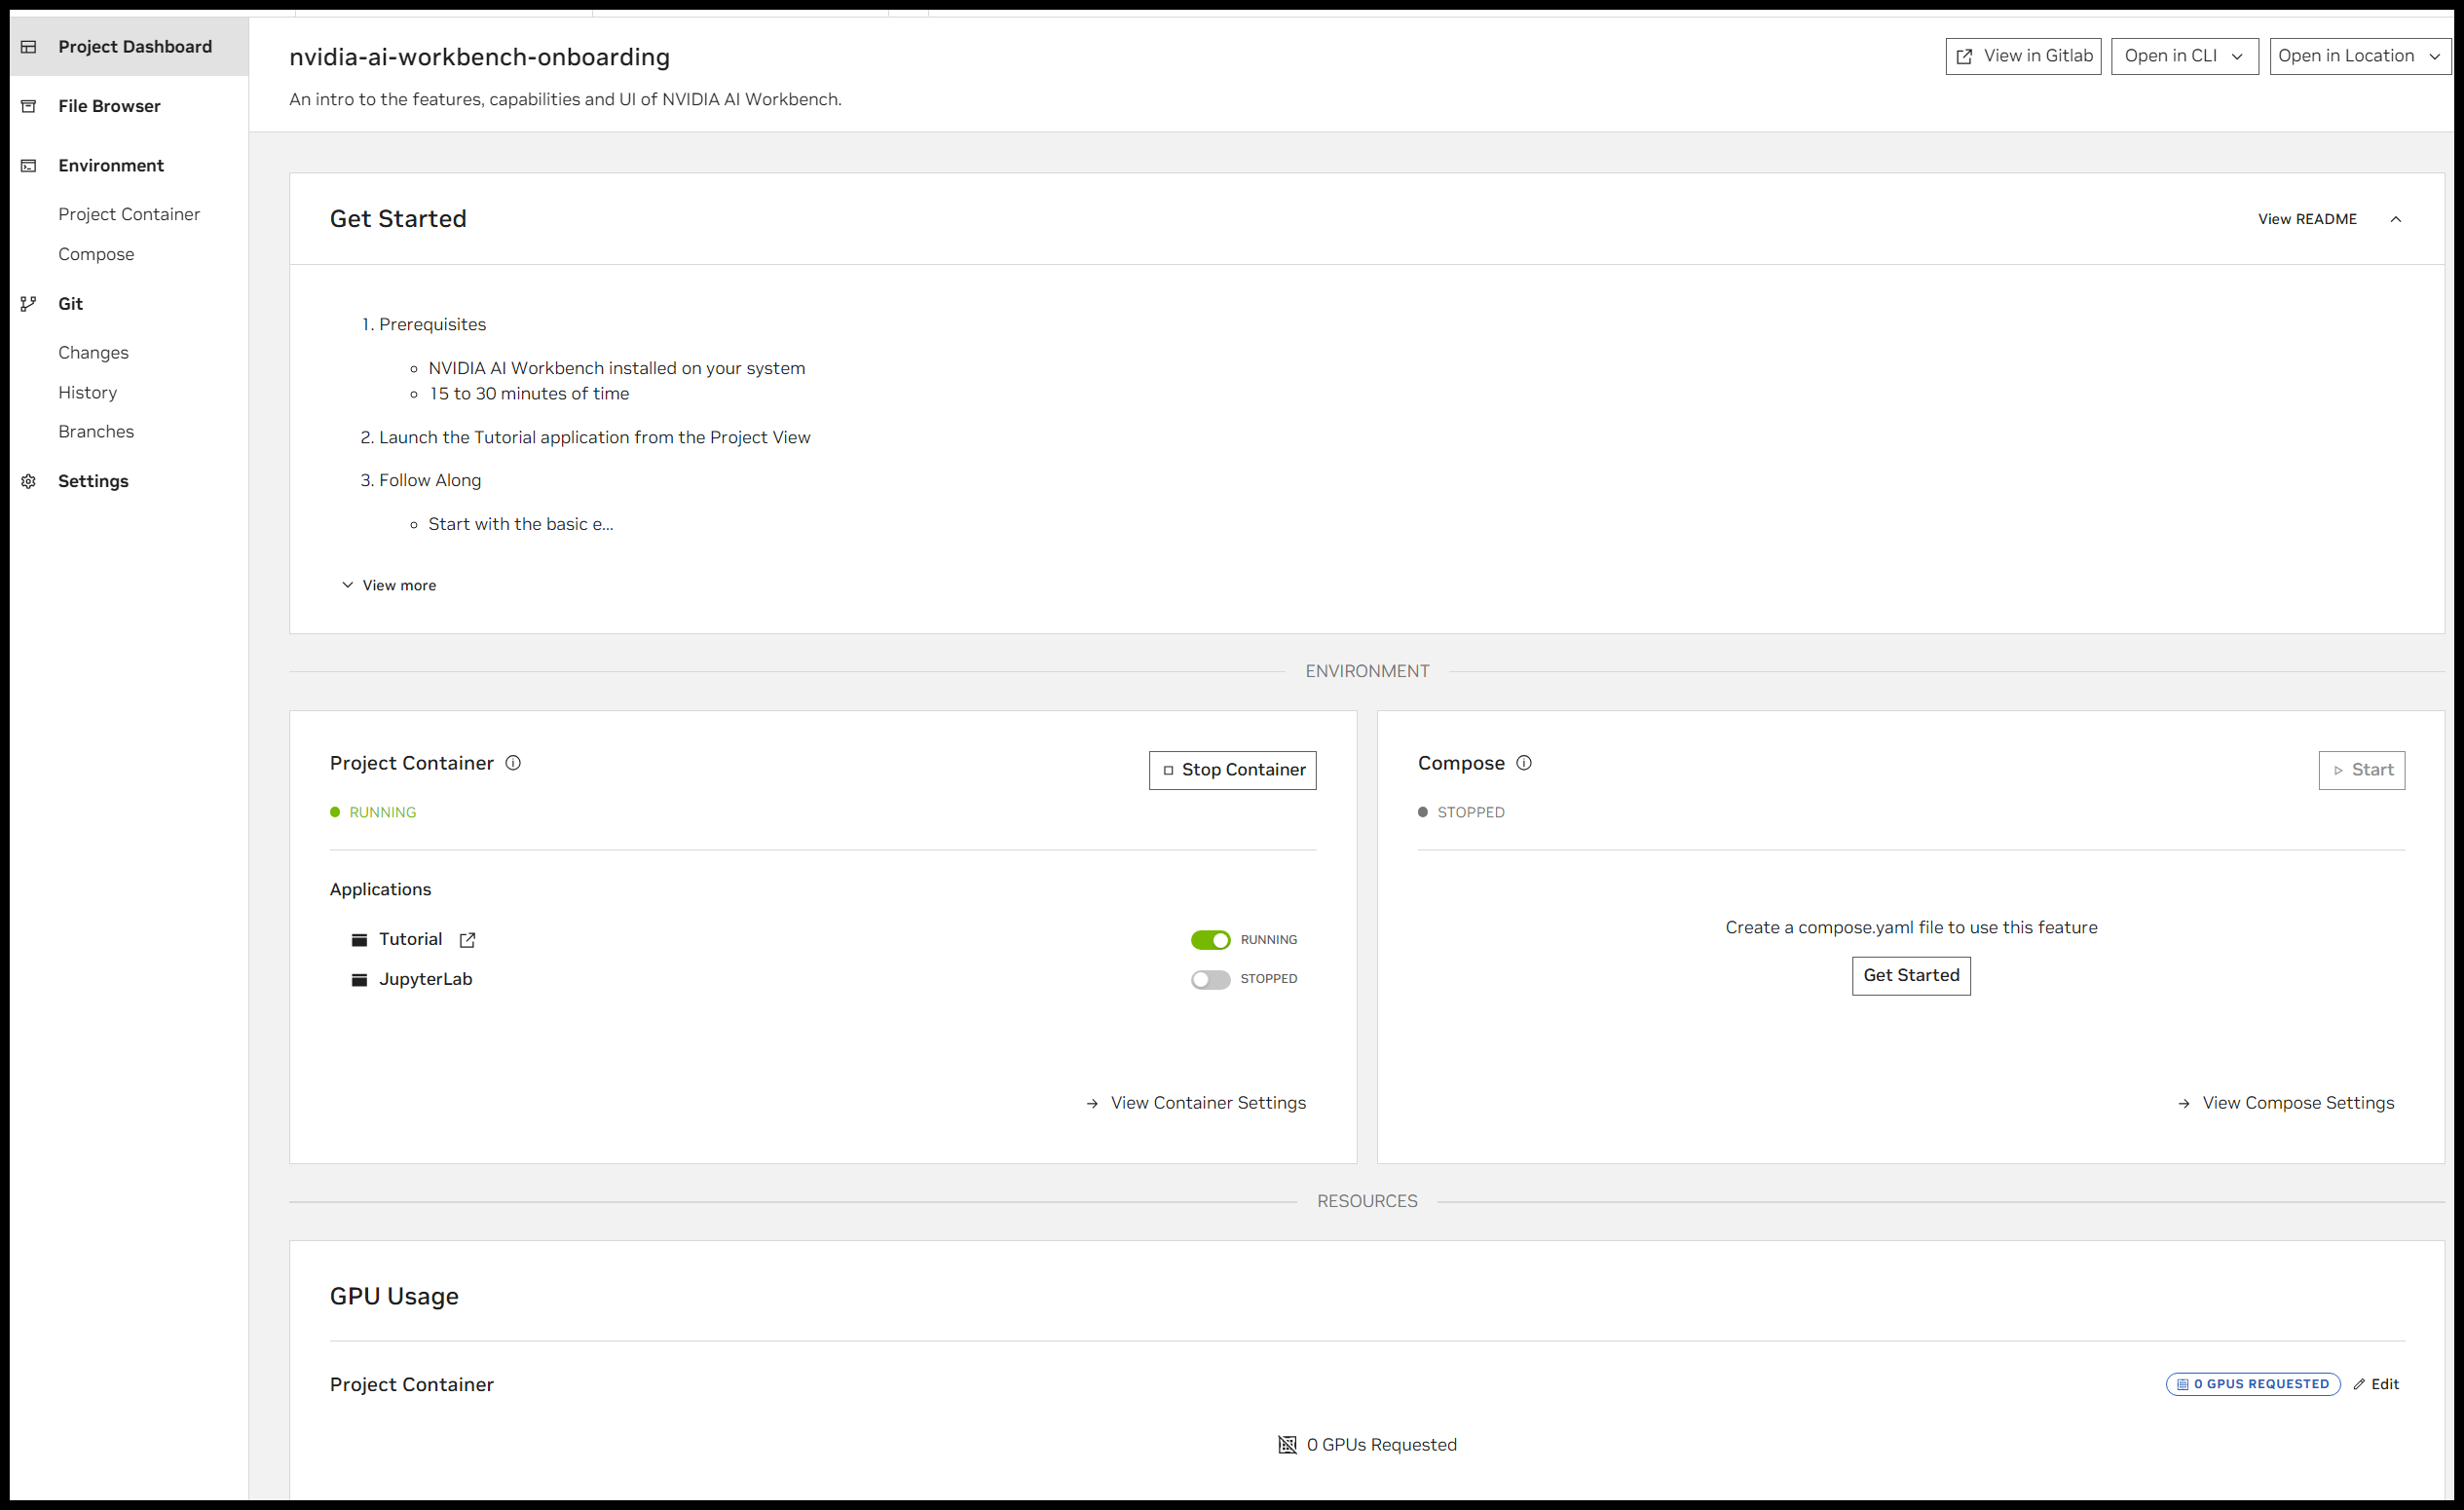 Project Dashboard
File Browser
Environment
Project Container
Compose
Git
Changes
History
Branches
Settings
nvidia-ai-workbench-onboarding
An intro to the features, capabilities and UI of NVIDIA AI Workbench.
View in Gitlab
Open in CLI
Open in Location
Get Started
View README
1. Prerequisites
NVIDIA AI Workbench installed on your system
15 to 30 minutes of time
2. Launch the Tutorial application from the Project View
3. Follow Along
Start with the basic e...
View more
ENVIRONMENT
Project Container
Stop Container
RUNNING
Applications
Tutorial
RUNNING
JupyterLab
STOPPED
View Container Settings
Compose
Start
STOPPED
Create a compose.yaml file to use this feature
Get Started
View Compose Settings
RESOURCES
GPU Usage
Project Container
0 GPUS REQUESTED
Edit
0 GPUs Requested